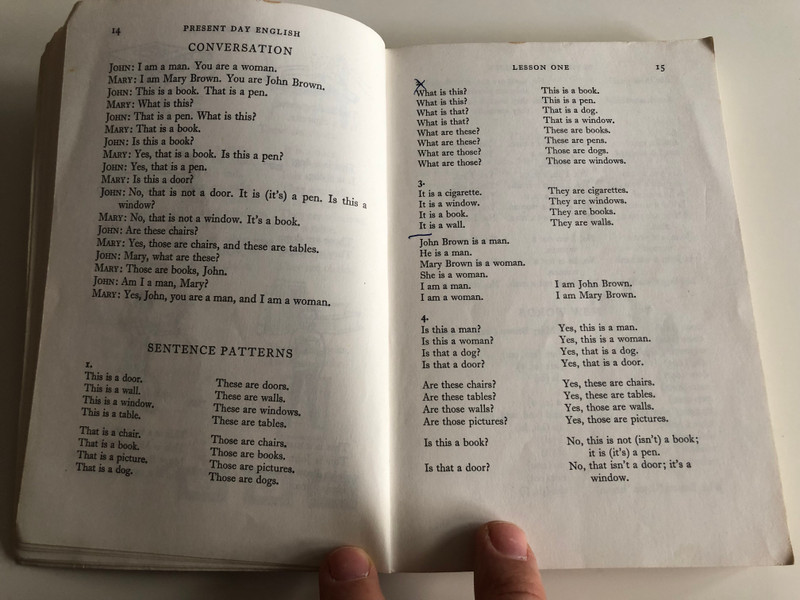 14 PRESENT DAY ENGLISH
CONVERSATION
JOHN: I am a man. You are a woman.
MARY: I am Mary Brown. You are John Brown.
JOHN: This is a book. That is a pen.
MARY: What is this?
JOHN: That is a pen. What is this?
MARY: That is a book.
JOHN: Is this a book?
MARY: Yes, that is a book. Is this a pen?
JOHN: Yes, that is a pen.
MARY: Is this a door?
JOHN: No, that is not a door. It is (it's) a pen. Is this a
window?
MARY: No, that is not a window. It's a book.
JOHN: Are these chairs?
MARY: Yes, those are chairs, and these are tables.
JOHN: Mary, what are these?
MARY: Those are books, John.
JOHN: Am I a man, Mary?
MARY: Yes, John, you are a man, and I am a woman.
SENTENCE PATTERNS
1.
This is a door. These are doors.
This is a wall. These are walls.
This is a window. These are windows.
This is a table. These are tables.
That is a chair. Those are chairs.
That is a book. Those are books.
That is a picture. Those are pictures.
That is a dog. Those are dogs.
LESSON ONE 15
What is this? This is a book.
What is this? This is a pen.
What is that? That is a dog.
What is that? That is a window.
What are these? These are books.
What are these? These are pens.
What are those? Those are dogs.
What are those? Those are windows.
3.
It is a cigarette. They are cigarettes.
It is a window. They are windows.
It is a book. They are books.
It is a wall. They are walls.
John Brown is a man.
He is a man.
Mary Brown is a woman.
She is a woman.
I am a man. I am John Brown.
I am a woman. I am Mary Brown.
4.
Is this a man? Yes, this is a man.
Is this a woman? Yes, this is a woman.
Is that a dog? Yes, that is a dog.
Is that a door? Yes, that is a door.
Are these chairs? Yes, these are chairs.
Are these tables? Yes, these are tables.
Are those walls? Yes, those are walls.
Are those pictures? Yes, those are pictures.
Is this a book? No, this is not (isn't) a book;
it is (it's) a pen.
Is that a door? No, that isn't a door; it's a
window.